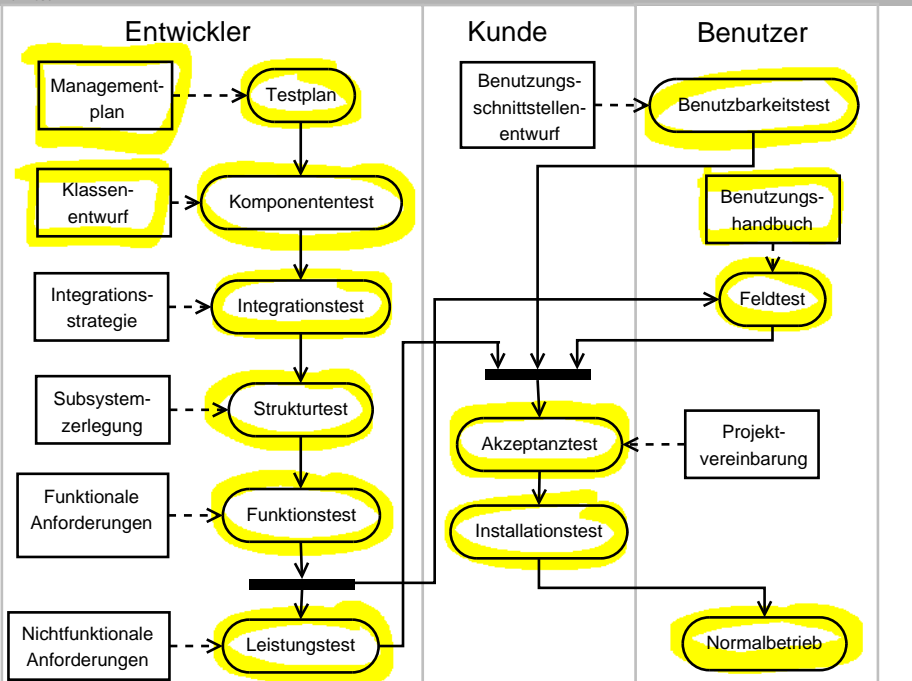 Entwickler
Kunde
Benutzer
Management-
plan
Testplan
Benutzungs-
schnittstellen-
entwurf
Benutzbarkeitstest
Klassen-
entwurf
Komponententest
Benutzungs-
handbuch
Integrations-
strategie
Integrationstest
Feldtest
Subsystem-
zerlegung
Strukturtest
Akzeptanztest
Projekt-
vereinbarung
Funktionale
Anforderungen
Funktionstest
Installationstest
Nichtfunktionale
Anforderungen
Leistungstest
Normalbetrieb